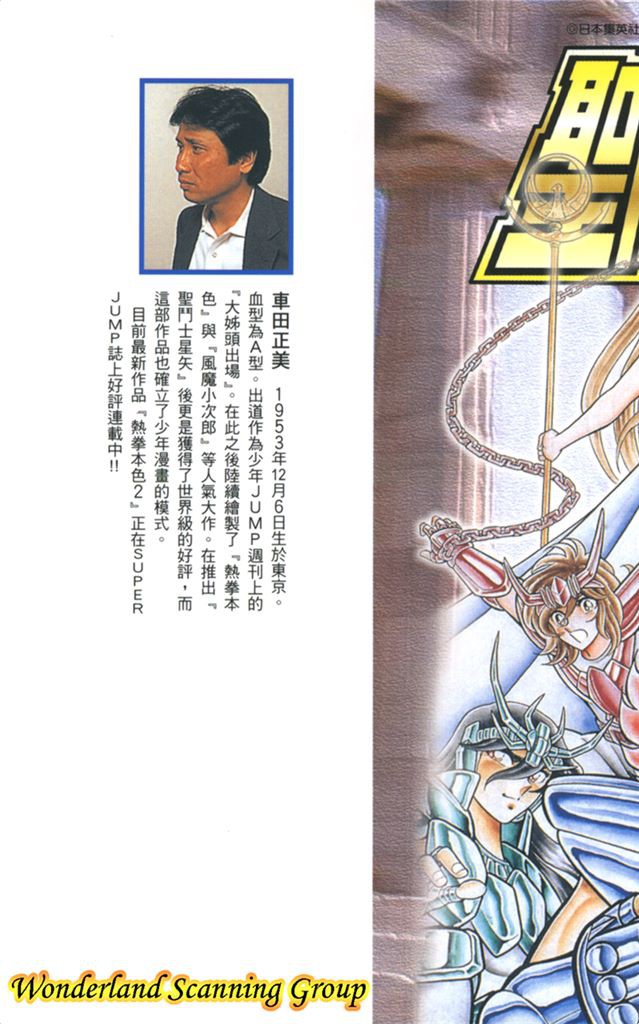 車田正美　1953年12月6日生於東京。
血型為A型。出道作為少年JUMP週刊上的
『大姊頭出場』。在此之後陸續繪製了『熱拳本
色』與『風魔小次郎』等人氣大作。在推出『
聖鬥士星矢』後更是獲得了世界級的好評，而
這部作品也確立了少年漫畫的模式。
目前最新作品『熱拳本色2』正在SUPER
JUMP誌上好評連載中!!
©日本集英社
聖
Wonderland Scanning Group